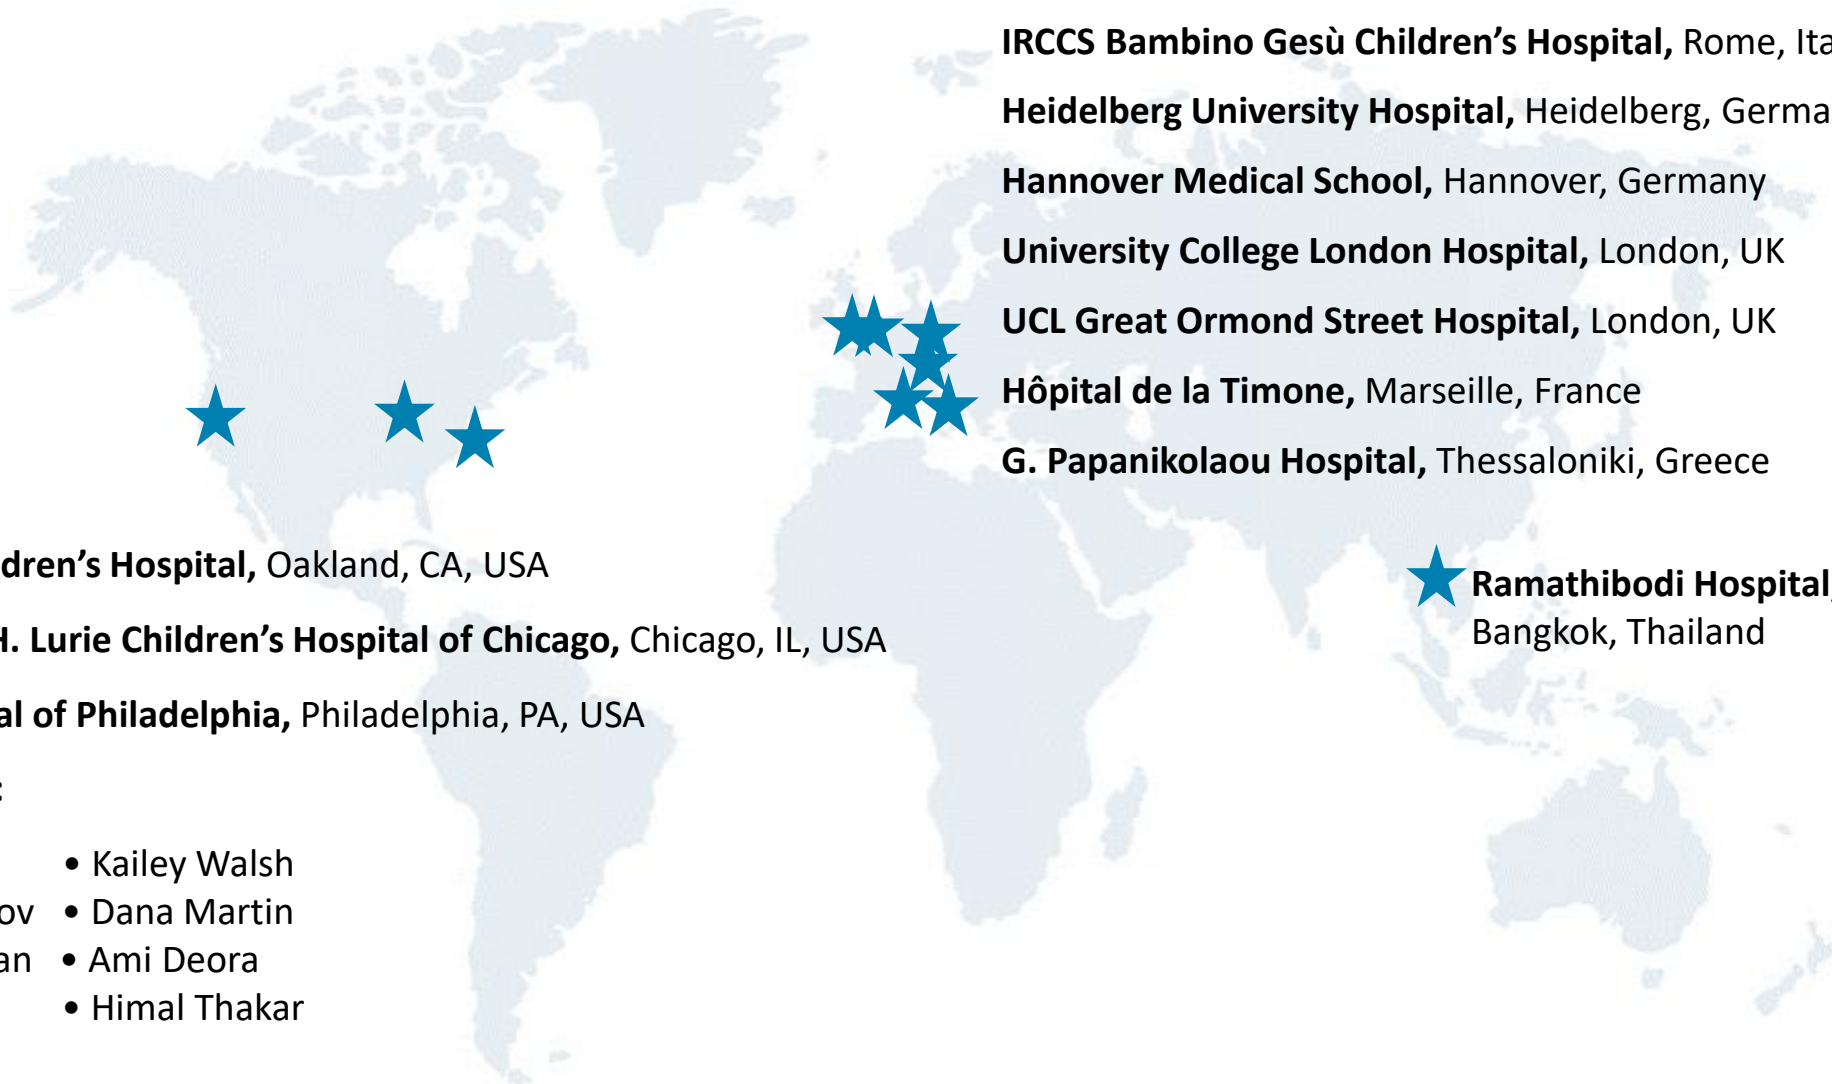 IRCCS Bambino Gesù Children’s Hospital, Rome, Ita
Heidelberg University Hospital, Heidelberg, Germa
Hannover Medical School, Hannover, Germany
University College London Hospital, London, UK
UCL Great Ormond Street Hospital, London, UK
Hôpital de la Timone, Marseille, France
G. Papanikolaou Hospital, Thessaloniki, Greece
dren’s Hospital, Oakland, CA, USA
H. Lurie Children’s Hospital of Chicago, Chicago, IL, USA
al of Philadelphia, Philadelphia, PA, USA
Ramathibodi Hospital,
Bangkok, Thailand
:
• Kailey Walsh
ov • Dana Martin
an • Ami Deora
• Himal Thakar